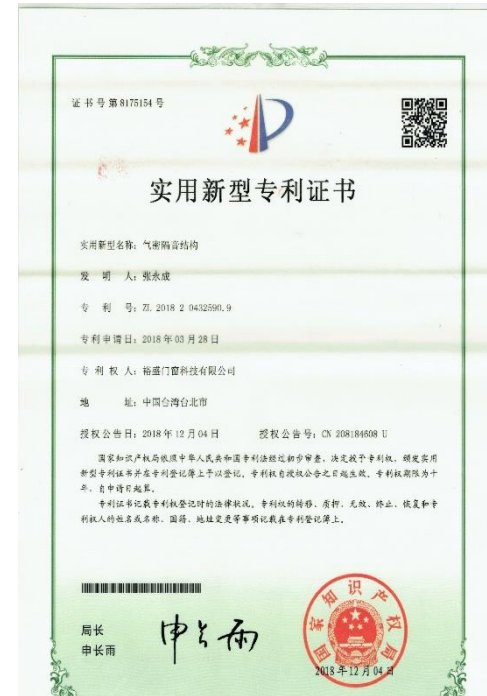 证书号第8175154号
实用新型专利证书
实用新型名称：气密隔音结构
发明人：张永成
专利号：ZL 2018 2 0432590.9
专利申请日：2018年03月28日
专利权人：裕盛门窗科技有限公司
地址：中国台湾台北市
授权公告日：2018年12月04日 授权公告号：CN 208184608 U
国家知识产权局依照中华人民共和国专利法经过初步审查，决定授予专利权，颁发实用
新型专利证书并在专利登记簿上予以登记。专利权自授权公告之日起生效。专利权期限为十
年，自申请日起算。
专利证书记载专利权登记时的法律状况。专利权的转移、质押、无效、终止、恢复和专
利权人的姓名或名称、国籍、地址变更等事项记载在专利登记簿上。
局长
申长雨
申长雨
国家知识产权局
2018年12月04日